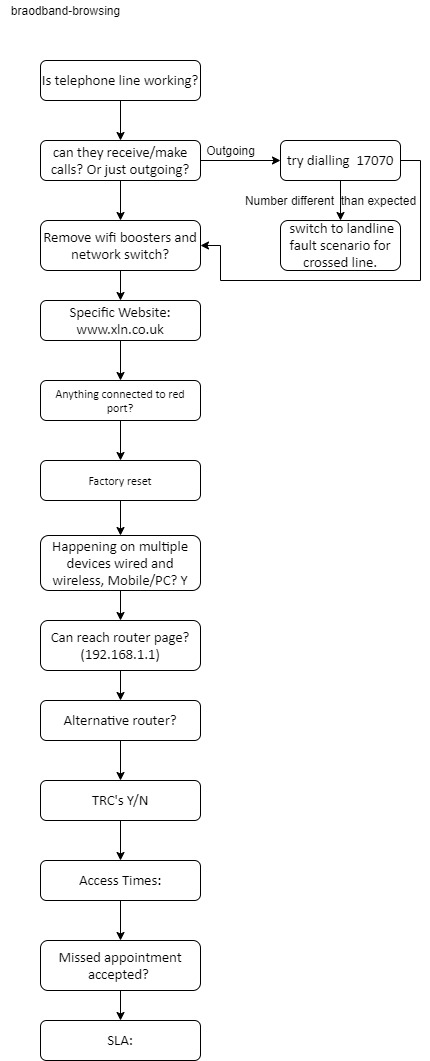 braodband-browsing
Is telephone line working?
can they receive/make
calls? Or just outgoing?
Outgoing
try dialling 17070
Number different than expected
switch to landline
fault scenario for
crossed line.
Remove wifi boosters and
network switch?
Specific Website:
www.xln.co.uk
Anything connected to red
port?
Factory reset
Happening on multiple
devices wired and
wireless, Mobile/PC? Y
Can reach router page?
(192.168.1.1)
Alternative router?
TRC's Y/N
Access Times:
Missed appointment
accepted?
SLA: